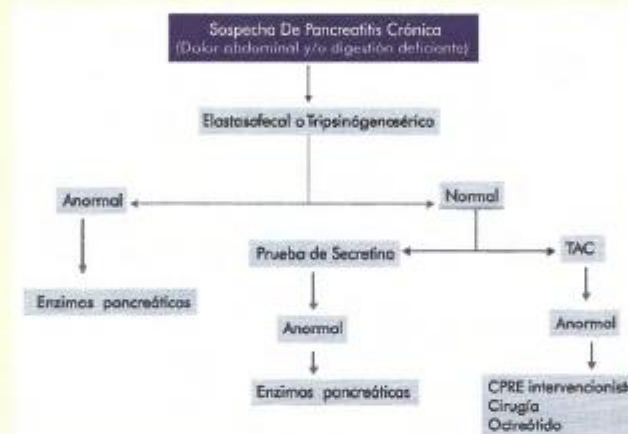 Sospecha De Pancreatitis Crónica
(Dolor abdominal y/o digestión deficiente)
Elastasafecal o Tripsinógenosérico
Anormal
Normal
Prueba de Secretina
TAC
Enzimas pancreáticas
Anormal
Anormal
Enzimas pancreáticas
CPRE intervencionist
Cirugía
Octreótido